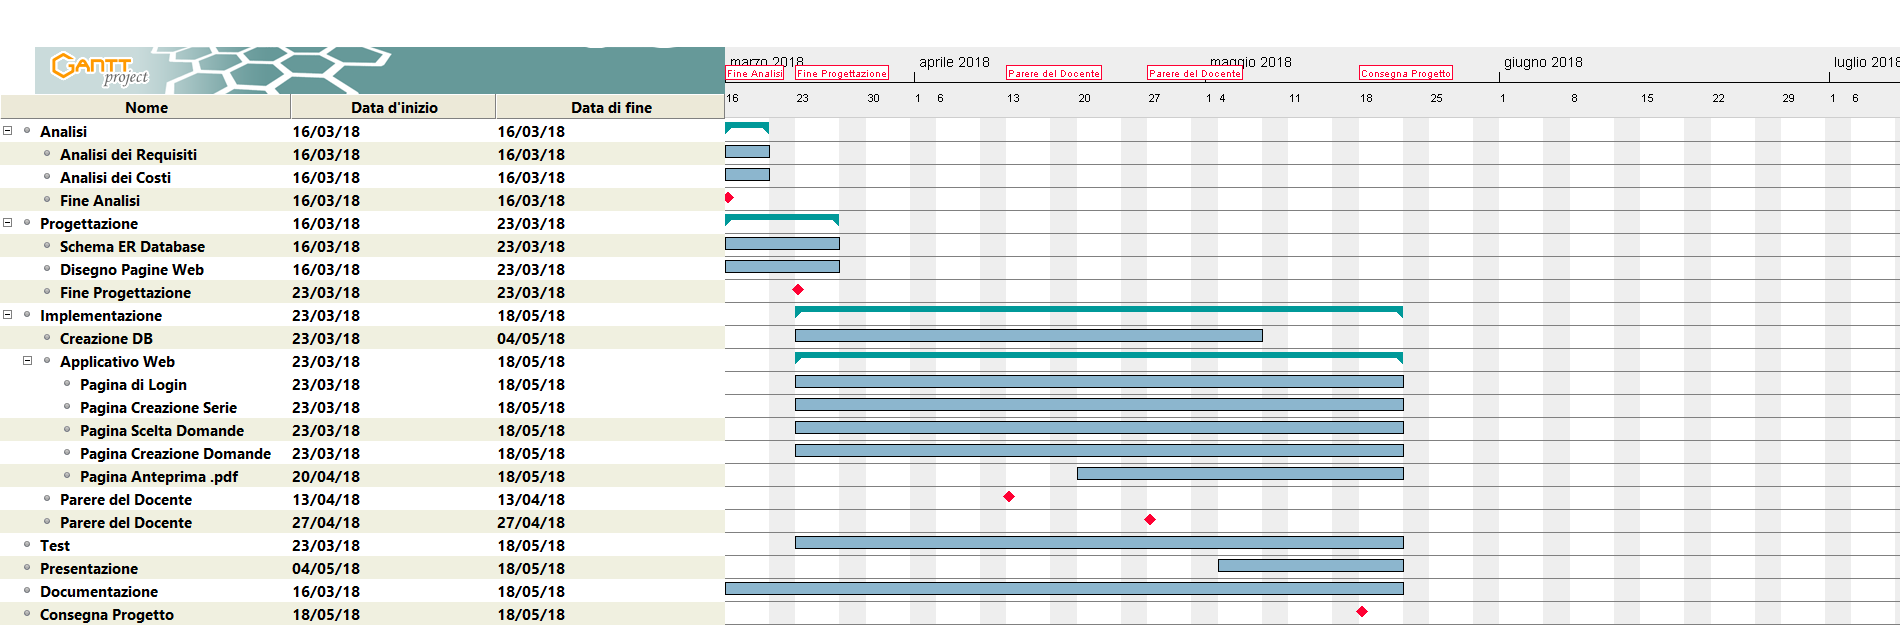 GANTT
project
marzo 2018 aprile 2018 maggio 2018 giugno 2018 luglio 2018
Fine Analisi Fine Progettazione Parere del Docente Parere del Docente Consegna Progetto
16 23 30 1 6 13 20 27 1 4 11 18 25 1 8 15 22 29 1 6
Nome Data d'inizio Data di fine
Analisi 16/03/18 16/03/18
Analisi dei Requisiti 16/03/18 16/03/18
Analisi dei Costi 16/03/18 16/03/18
Fine Analisi 16/03/18 16/03/18
Progettazione 16/03/18 23/03/18
Schema ER Database 16/03/18 23/03/18
Disegno Pagine Web 16/03/18 23/03/18
Fine Progettazione 23/03/18 23/03/18
Implementazione 23/03/18 18/05/18
Creazione DB 23/03/18 04/05/18
Applicativo Web 23/03/18 18/05/18
Pagina di Login 23/03/18 18/05/18
Pagina Creazione Serie 23/03/18 18/05/18
Pagina Scelta Domande 23/03/18 18/05/18
Pagina Creazione Domande 23/03/18 18/05/18
Pagina Anteprima .pdf 20/04/18 18/05/18
Parere del Docente 13/04/18 13/04/18
Parere del Docente 27/04/18 27/04/18
Test 23/03/18 18/05/18
Presentazione 04/05/18 18/05/18
Documentazione 16/03/18 18/05/18
Consegna Progetto 18/05/18 18/05/18